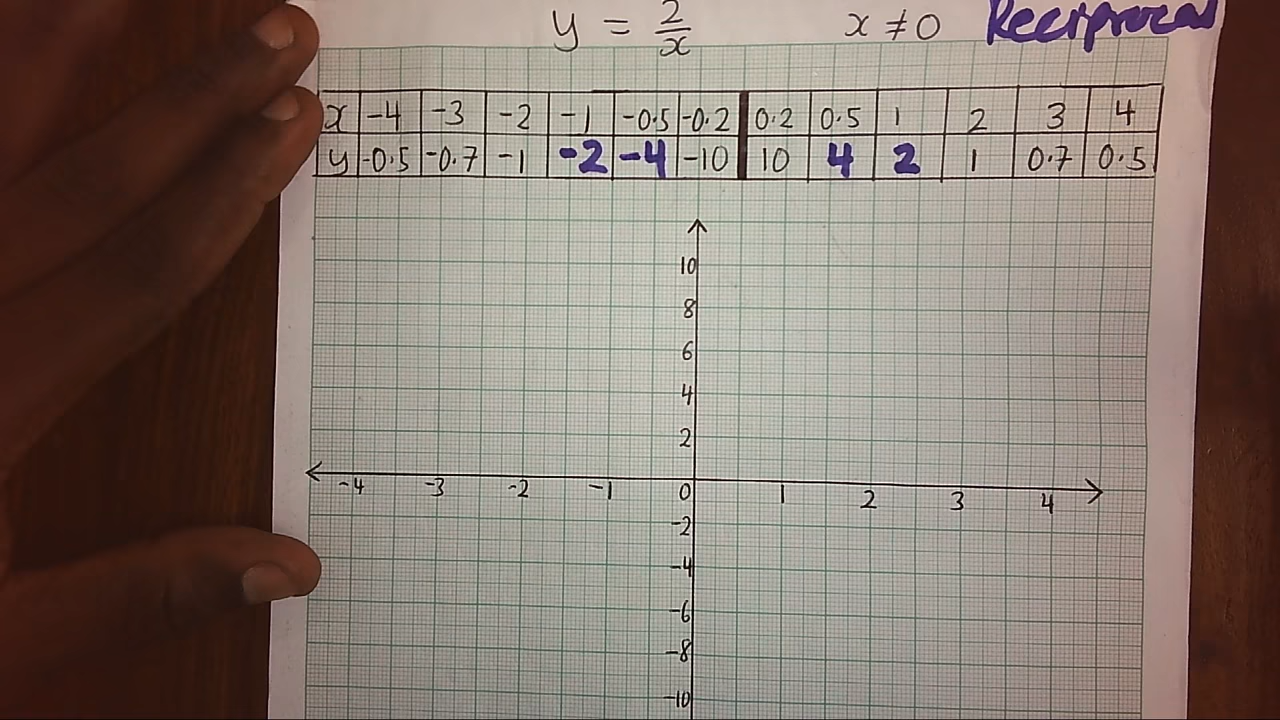 y = 2/x x ≠ 0 Reciprocal
x -4 -3 -2 -1 -0.5 -0.2 0.2 0.5 1 2 3 4
y -0.5 -0.7 -1 -2 -4 -10 10 4 2 1 0.7 0.5
10
8
6
4
2
-4 -3 -2 -1 0 1 2 3 4
-2
-4
-6
-8
-10